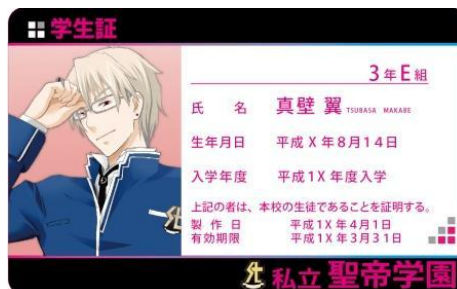 学生証
3年E組
氏 名 真壁 翼 TSUBASA MAKABE
生年月日 平成X年8月14日
入学年度 平成1X年度入学
上記の者は、本校の生徒であることを証明する。
製作日 平成1X年4月1日
有効期限 平成1X年3月31日
私立 聖帝学園